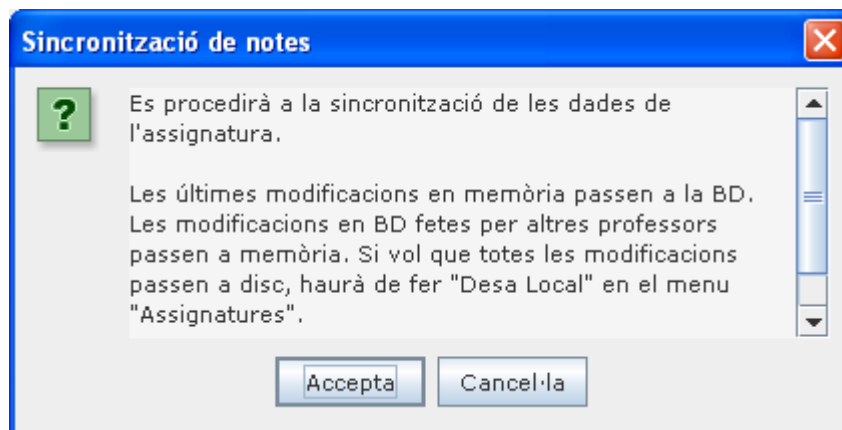 Sincronització de notes
Es procedirà a la sincronització de les dades de
l'assignatura.
Les últimes modificacions en memòria passen a la BD.
Les modificacions en BD fetes per altres professors
passen a memòria. Si vol que totes les modificacions
passen a disc, haurà de fer "Desa Local" en el menu
"Assignatures".
Accepta
Cancel·la